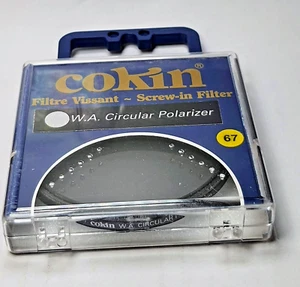 cokin®
Filtre Vissant ~ Screw-in Filter
W.A. Circular Polarizer
67
cokin W.A. CIRCULAR